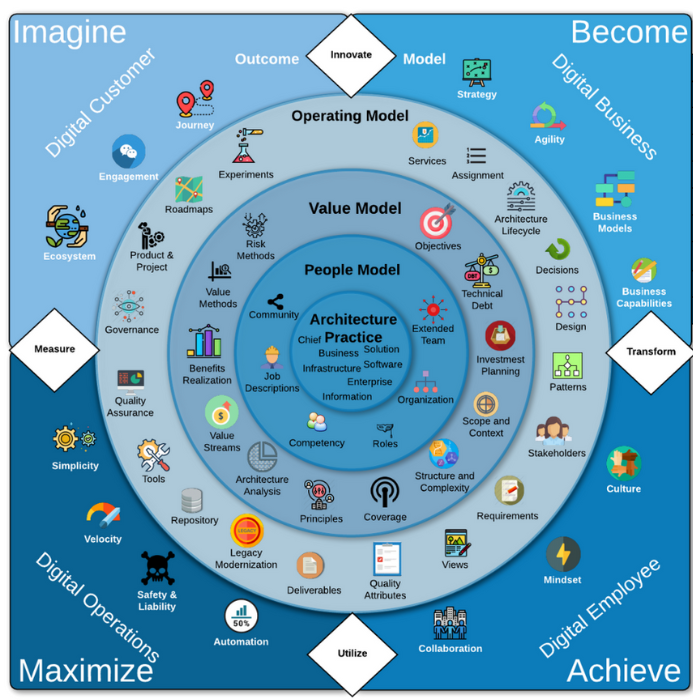 Imagine
Become
Innovate
Outcome
Model
Digital Customer
Digital Business
Strategy
Journey
Agility
Operating Model
Engagement
Experiments
Services
Assignment
Roadmaps
Architecture
Lifecycle
Business
Models
Ecosystem
Product &
Project
Value Model
Risk
Methods
Objectives
Decisions
Business
Capabilities
Value
Methods
People Model
Technical
Debt
Governance
Community
Architecture
Practice
Extended
Team
Design
Chief
Business
Solution
Infrastructure
Software
Enterprise
Information
Measure
Transform
Benefits
Realization
Job
Descriptions
Organization
Investment
Planning
Patterns
Quality
Assurance
Value
Streams
Competency
Roles
Scope and
Context
Stakeholders
Simplicity
Tools
Architecture
Analysis
Structure and
Complexity
Culture
Repository
Principles
Coverage
Requirements
Velocity
LEGACY
Legacy
Modernization
Deliverables
Quality
Attributes
Views
Mindset
Safety &
Liability
50%
Automation
Collaboration
Digital Operations
Digital Employee
Utilize
Maximize
Achieve